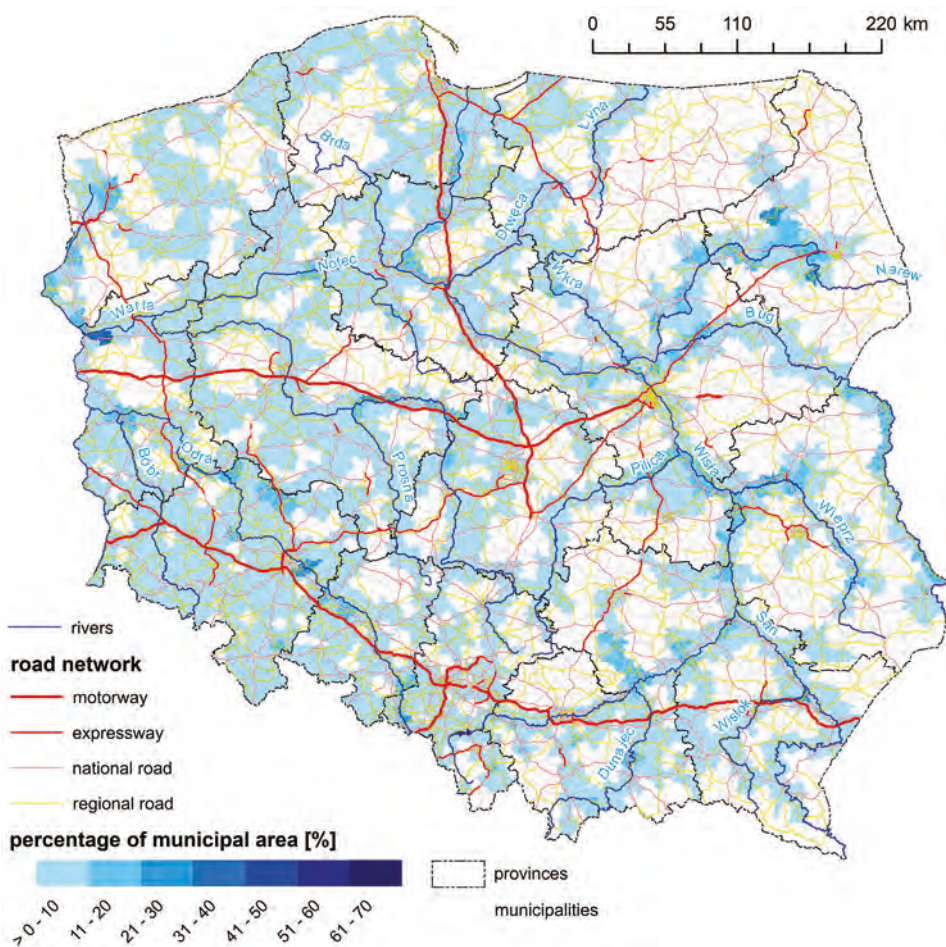 0 55 110 220 km
Łyna
Brda
Drwęca
Noteć
Wkra
Narew
Warta
Bug
Odra
Bóbr
Prosna
Pilica
Wisła
Wieprz
San
rivers
road network
motorway
Wisłok
expressway
Dunajec
national road
regional road
percentage of municipal area [%]
provinces
municipalities
> 0 - 10
11 - 20
21 - 30
31 - 40
41 - 50
51 - 60
61 - 70